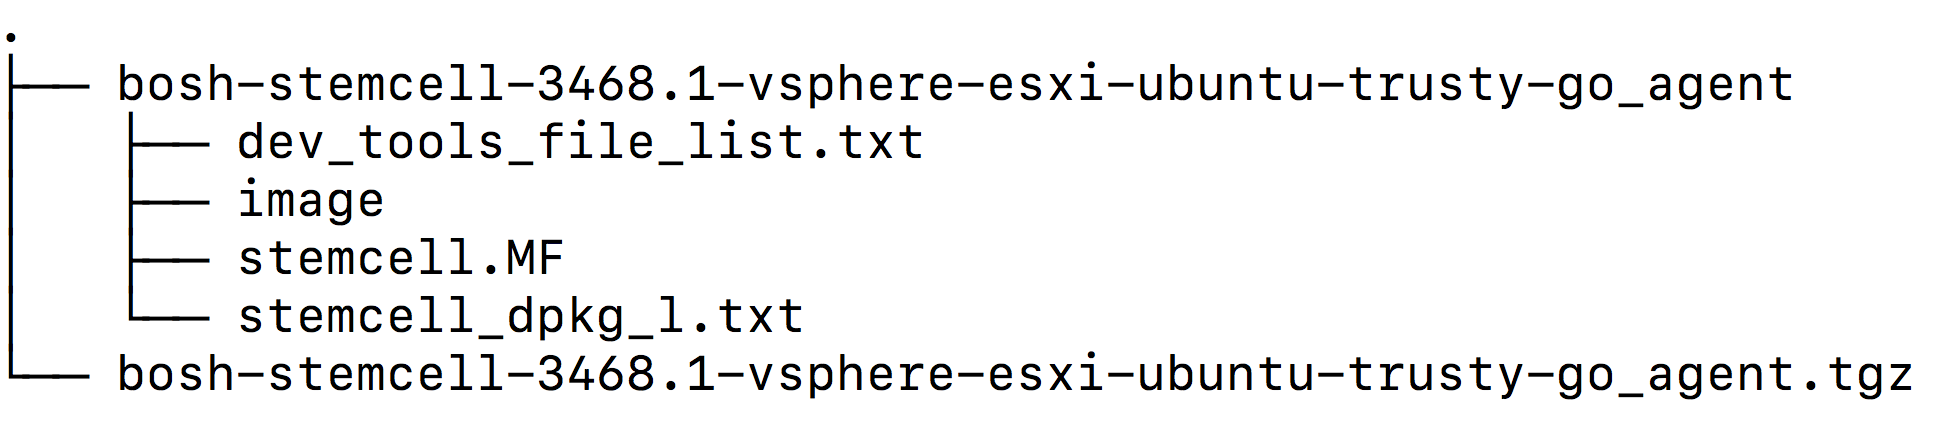 .
├── bosh-stemcell-3468.1-vsphere-esxi-ubuntu-trusty-go_agent
│   ├── dev_tools_file_list.txt
│   ├── image
│   ├── stemcell.MF
│   └── stemcell_dpkg_l.txt
└── bosh-stemcell-3468.1-vsphere-esxi-ubuntu-trusty-go_agent.tgz